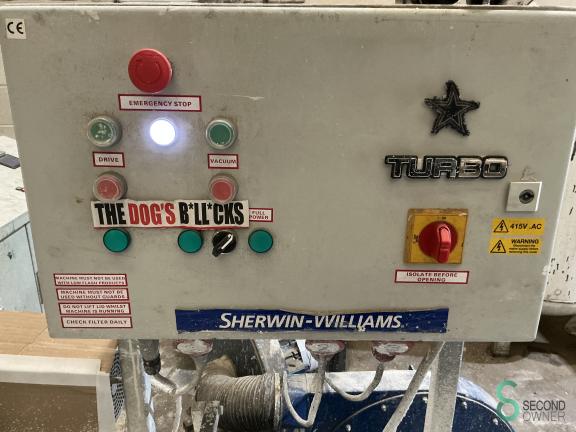 CE
EMERGENCY STOP
DRIVE
VACUUM
TURBO
THE DOG'S B*LL*CKS
FULL
POWER
415V .AC
WARNING
ISOLATE BEFORE
OPENING
MACHINE MUST NOT BE USED
WITH LOW FLASH PRODUCTS
MACHINE MUST NOT BE
USED WITHOUT GUARDS
DO NOT LIFT LID WHILST
MACHINE IS RUNNING
CHECK FILTER DAILY
SHERWIN-WILLIAMS
SECOND
OWNER